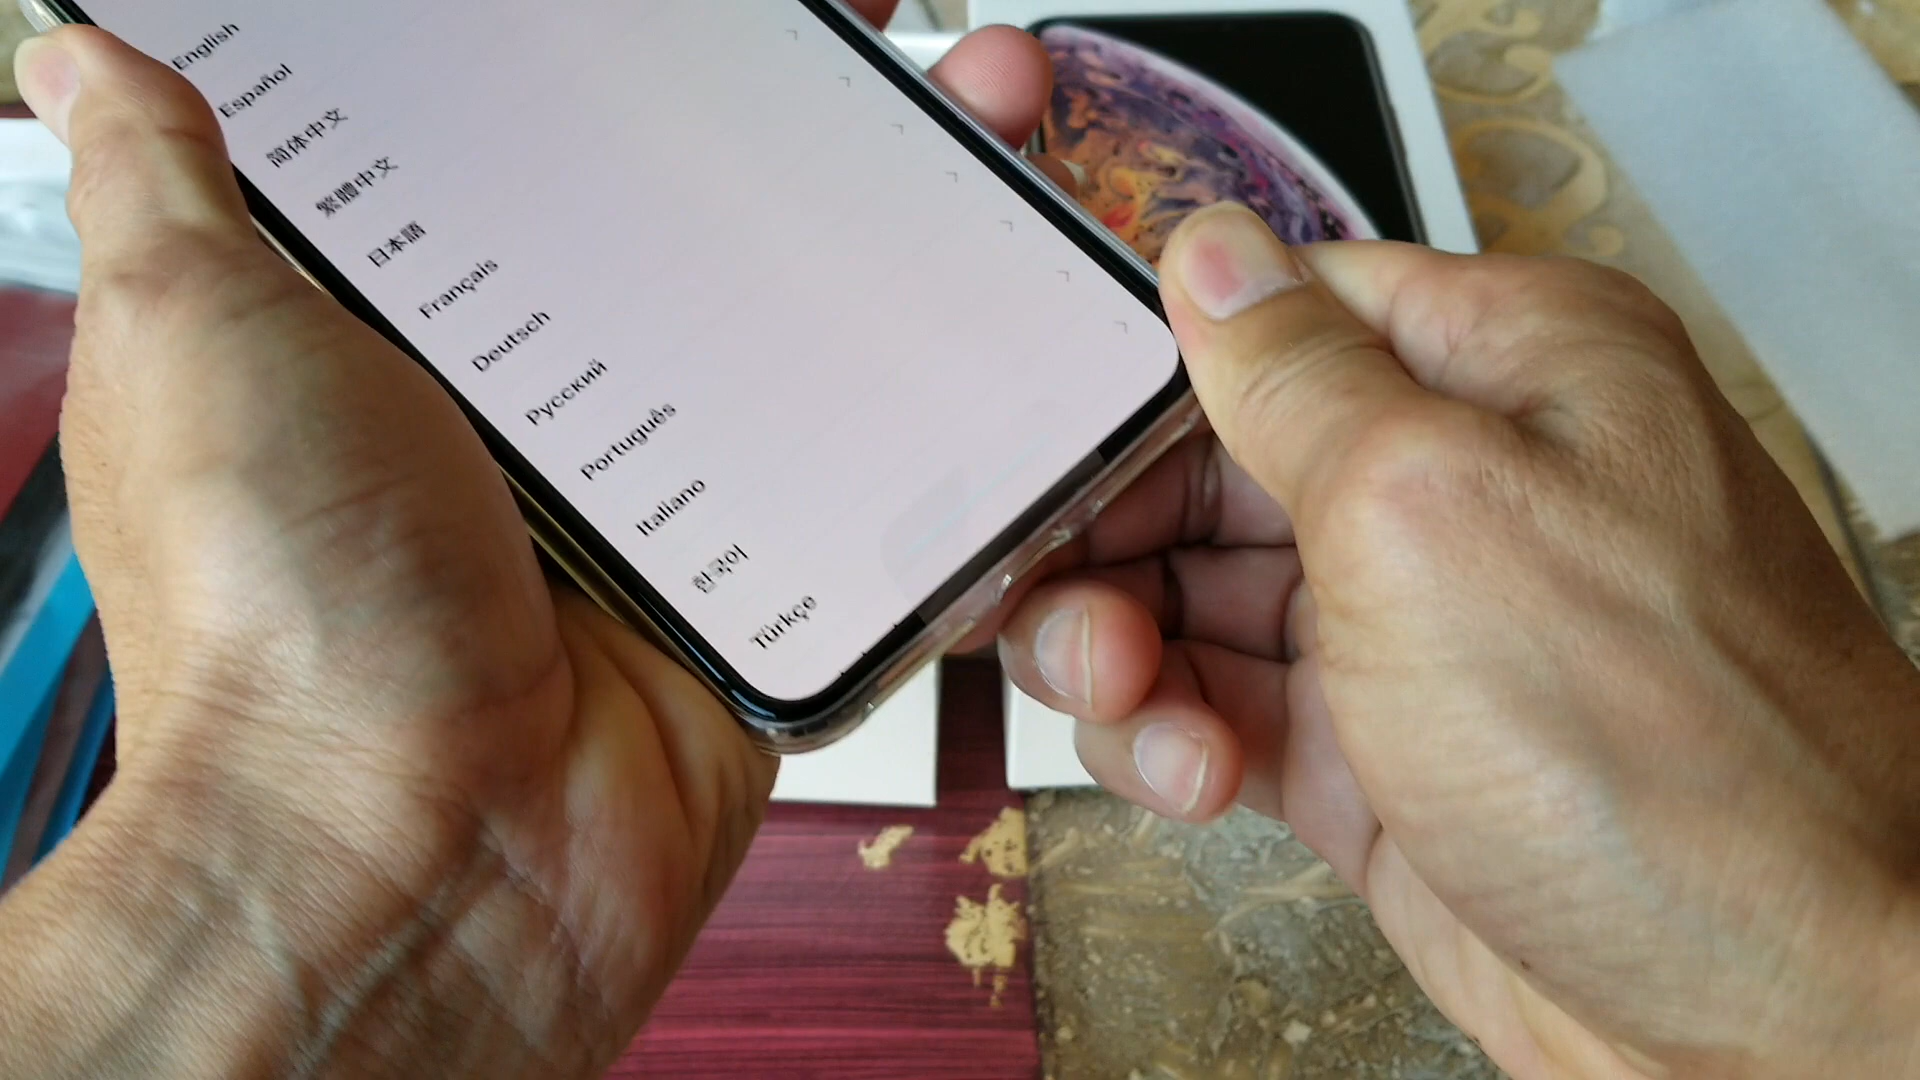 English
Español
简体中文
繁體中文
日本語
Français
Deutsch
Русский
Português
Italiano
한국어
Türkçe